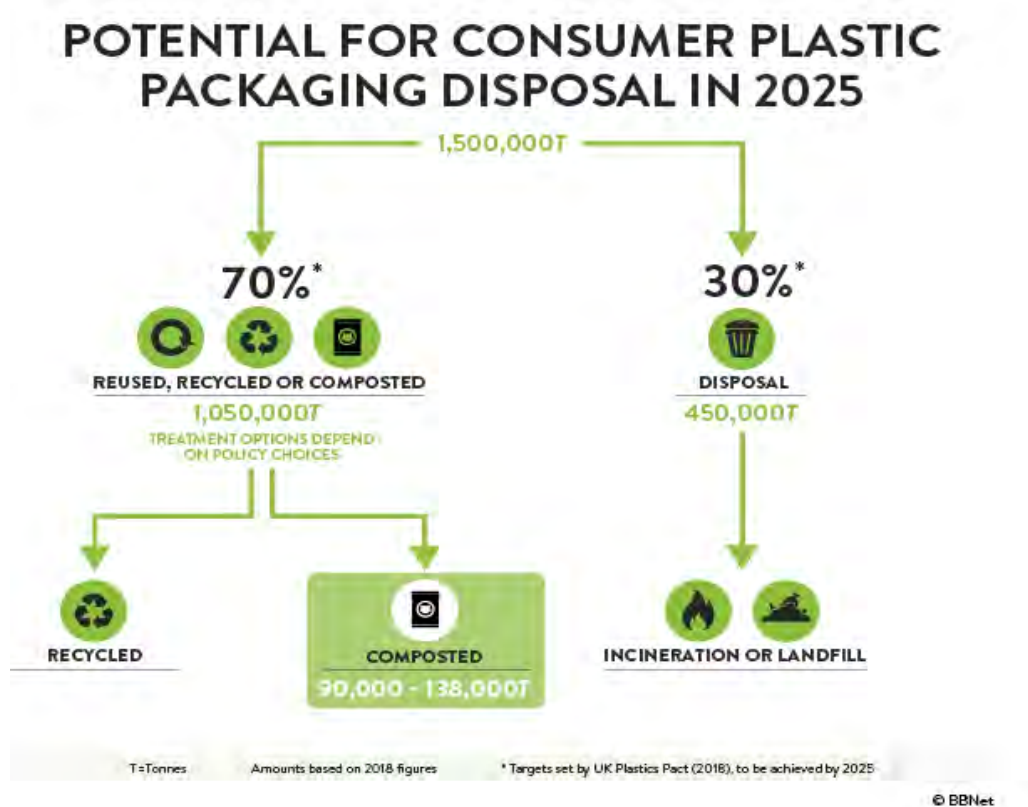 POTENTIAL FOR CONSUMER PLASTIC
PACKAGING DISPOSAL IN 2025
1,500,000T
70%*
30%*
REUSED, RECYCLED OR COMPOSTED
DISPOSAL
1,050,000T
450,000T
TREATMENT OPTIONS DEPEND
ON POLICY CHOICES
RECYCLED
COMPOSTED
INCINERATION OR LANDFILL
90,000 - 138,000T
T=Tonnes
Amounts based on 2018 figures
* Targets set by UK Plastics Pact (2018), to be achieved by 2025
© BBNet